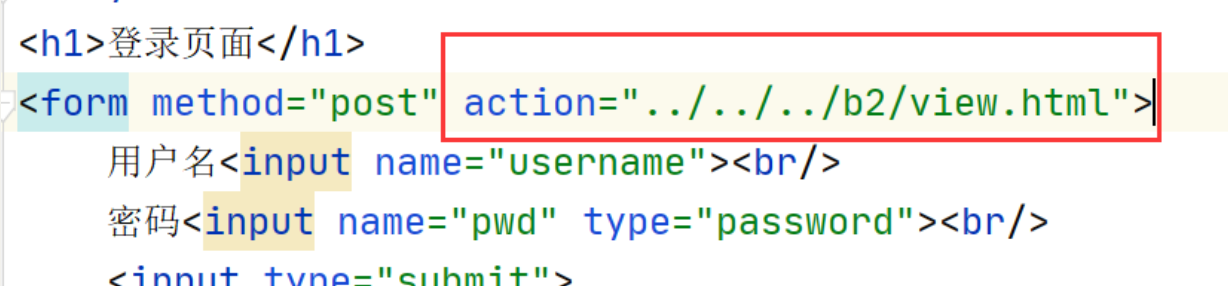 <h1>登录页面</h1>
<form method="post" action="../../../b2/view.html">
用户名<input name="username"><br/>
密码<input name="pwd" type="password"><br/>
<input type="submit">